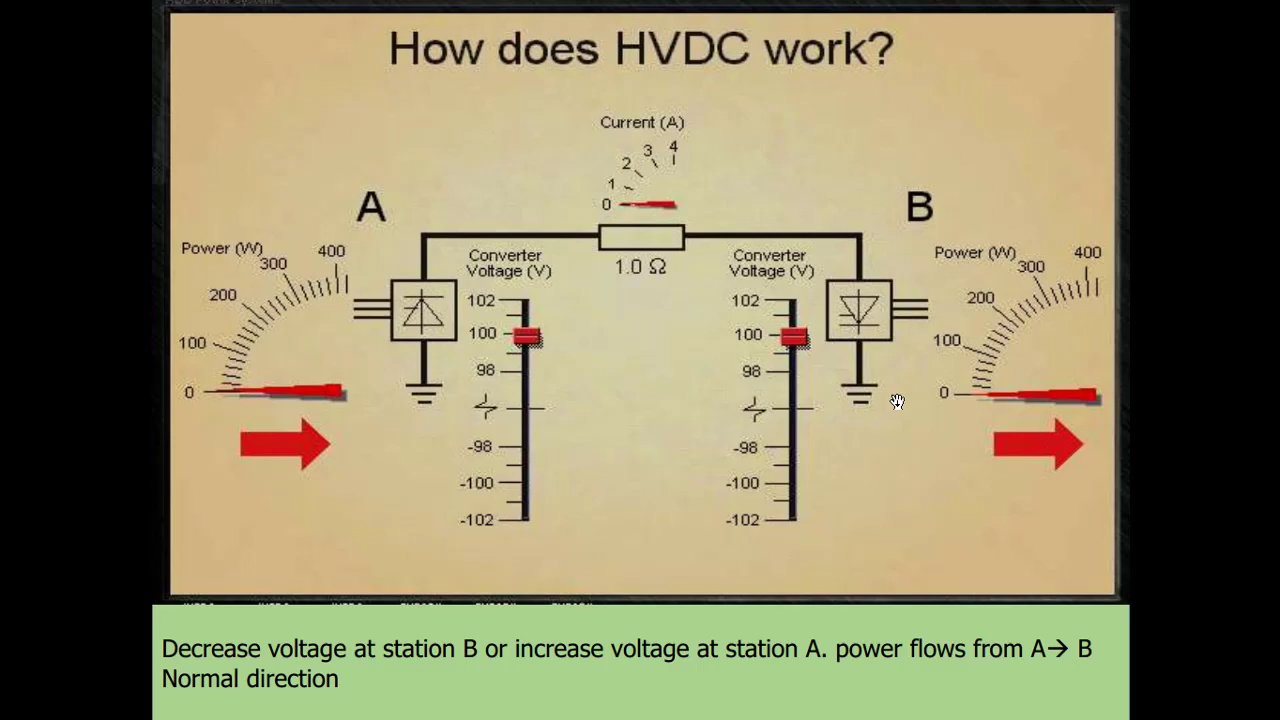 How does HVDC work?
Current (A)
0 1 2 3 4
A
B
1.0 Ω
Power (W)
0 100 200 300 400
Converter
Voltage (V)
102
100
98
-98
-100
-102
Converter
Voltage (V)
102
100
98
-98
-100
-102
Power (W)
0 100 200 300 400
Decrease voltage at station B or increase voltage at station A. power flows from A→ B
Normal direction